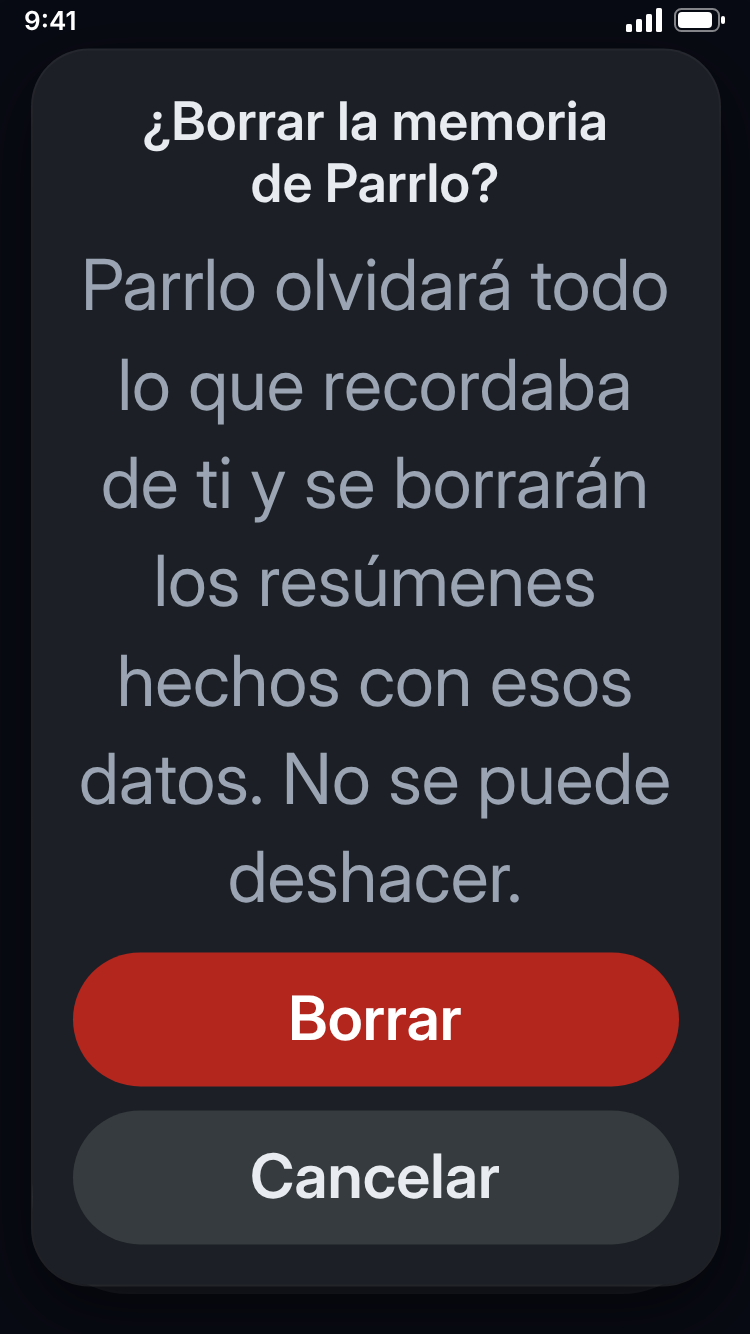 9:41
¿Borrar la memoria
de Parrlo?
Parrlo olvidará todo
lo que recordaba
de ti y se borrarán
los resúmenes
hechos con esos
datos. No se puede
deshacer.
Borrar
Cancelar